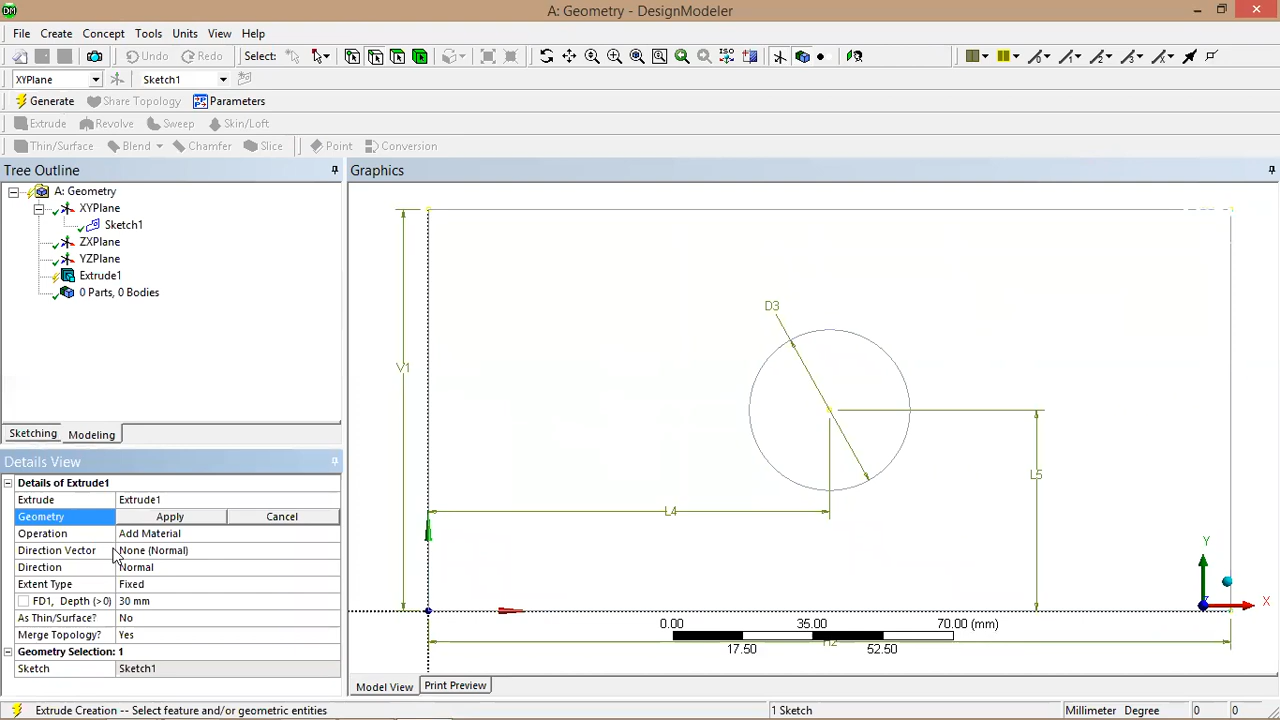 A: Geometry - DesignModeler
File Create Concept Tools Units View Help
Undo Redo Select: ISO
XYPlane Sketch1
Generate Share Topology Parameters
Extrude Revolve Sweep Skin/Loft
Thin/Surface Blend Chamfer Slice Point Conversion
Tree Outline
A: Geometry
XYPlane
Sketch1
ZXPlane
YZPlane
Extrude1
0 Parts, 0 Bodies
Sketching Modeling
Details View
Details of Extrude1
Extrude Extrude1
Geometry Apply Cancel
Operation Add Material
Direction Vector None (Normal)
Direction Normal
Extent Type Fixed
FD1, Depth (>0) 30 mm
As Thin/Surface? No
Merge Topology? Yes
Geometry Selection: 1
Sketch Sketch1
Graphics
D3
V1
L5
L4
Y
X
0.00 35.00 70.00 (mm)
17.50 52.50
H2
Model View Print Preview
Extrude Creation -- Select feature and/or geometric entities 1 Sketch Millimeter Degree 0 0